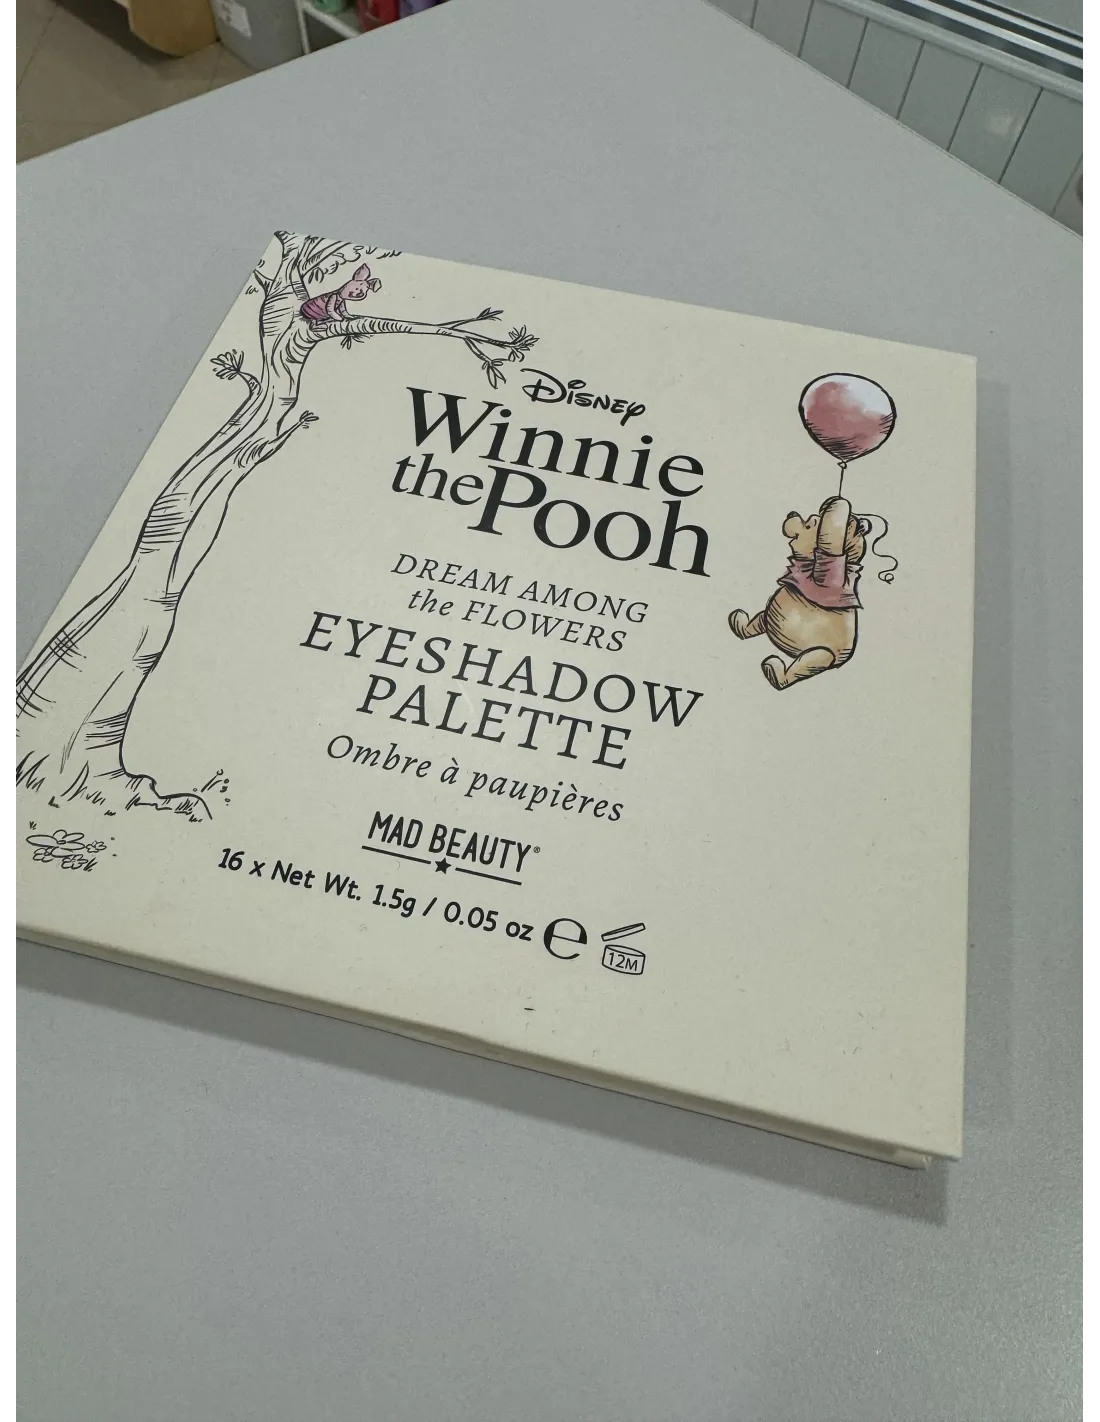 Disney
Winnie
the Pooh
DREAM AMONG
the FLOWERS
EYESHADOW
PALETTE
Ombre à paupières
MAD BEAUTY®
16 x Net Wt. 1.5g / 0.05 oz ℮
12M